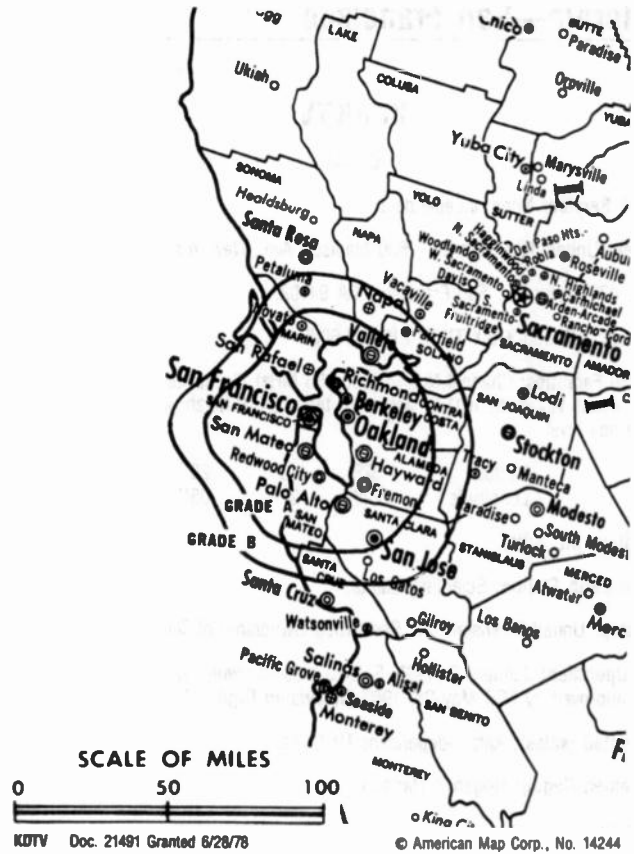 Chico
BUTTE
Paradise
LAKE
Ukiah
COLUSA
Oroville
YUBA
Yuba City
Marysville
Linda
SONOMA
Healdsburg
YOLO
SUTTER
NAPA
Santa Rosa
Woodland
N. Sacramento
Del Paso Hts.-
Robla
Roseville
W. Sacramento
Davis
N. Highlands
Carmichael
Arden-Arcade
Petaluma
Napa
Vacaville
S. Sacramento-
Fruitridge
Sacramento
MARIN
Vallejo
Fairfield
SOLANO
SACRAMENTO
AMADOR
San Rafael
Richmond
CONTRA
COSTA
Lodi
San Francisco
SAN FRANCISCO
Berkeley
SAN JOAQUIN
Oakland
Stockton
San Mateo
ALAMEDA
Hayward
Tracy
Manteca
Redwood City
Fremont
GRADE A
Palo Alto
SAN
MATEO
SANTA CLARA
Paradise
Modesto
GRADE B
San Jose
STANISLAUS
Turlock
SANTA
CRUZ
Los Gatos
MERCED
Atwater
Santa Cruz
Watsonville
Gilroy
Los Banos
Hollister
Salinas
Alisal
Pacific Grove
Seaside
Monterey
SAN BENITO
SCALE OF MILES
MONTEREY
0 50 100
KDTV Doc. 21491 Granted 6/28/78
© American Map Corp., No. 14244